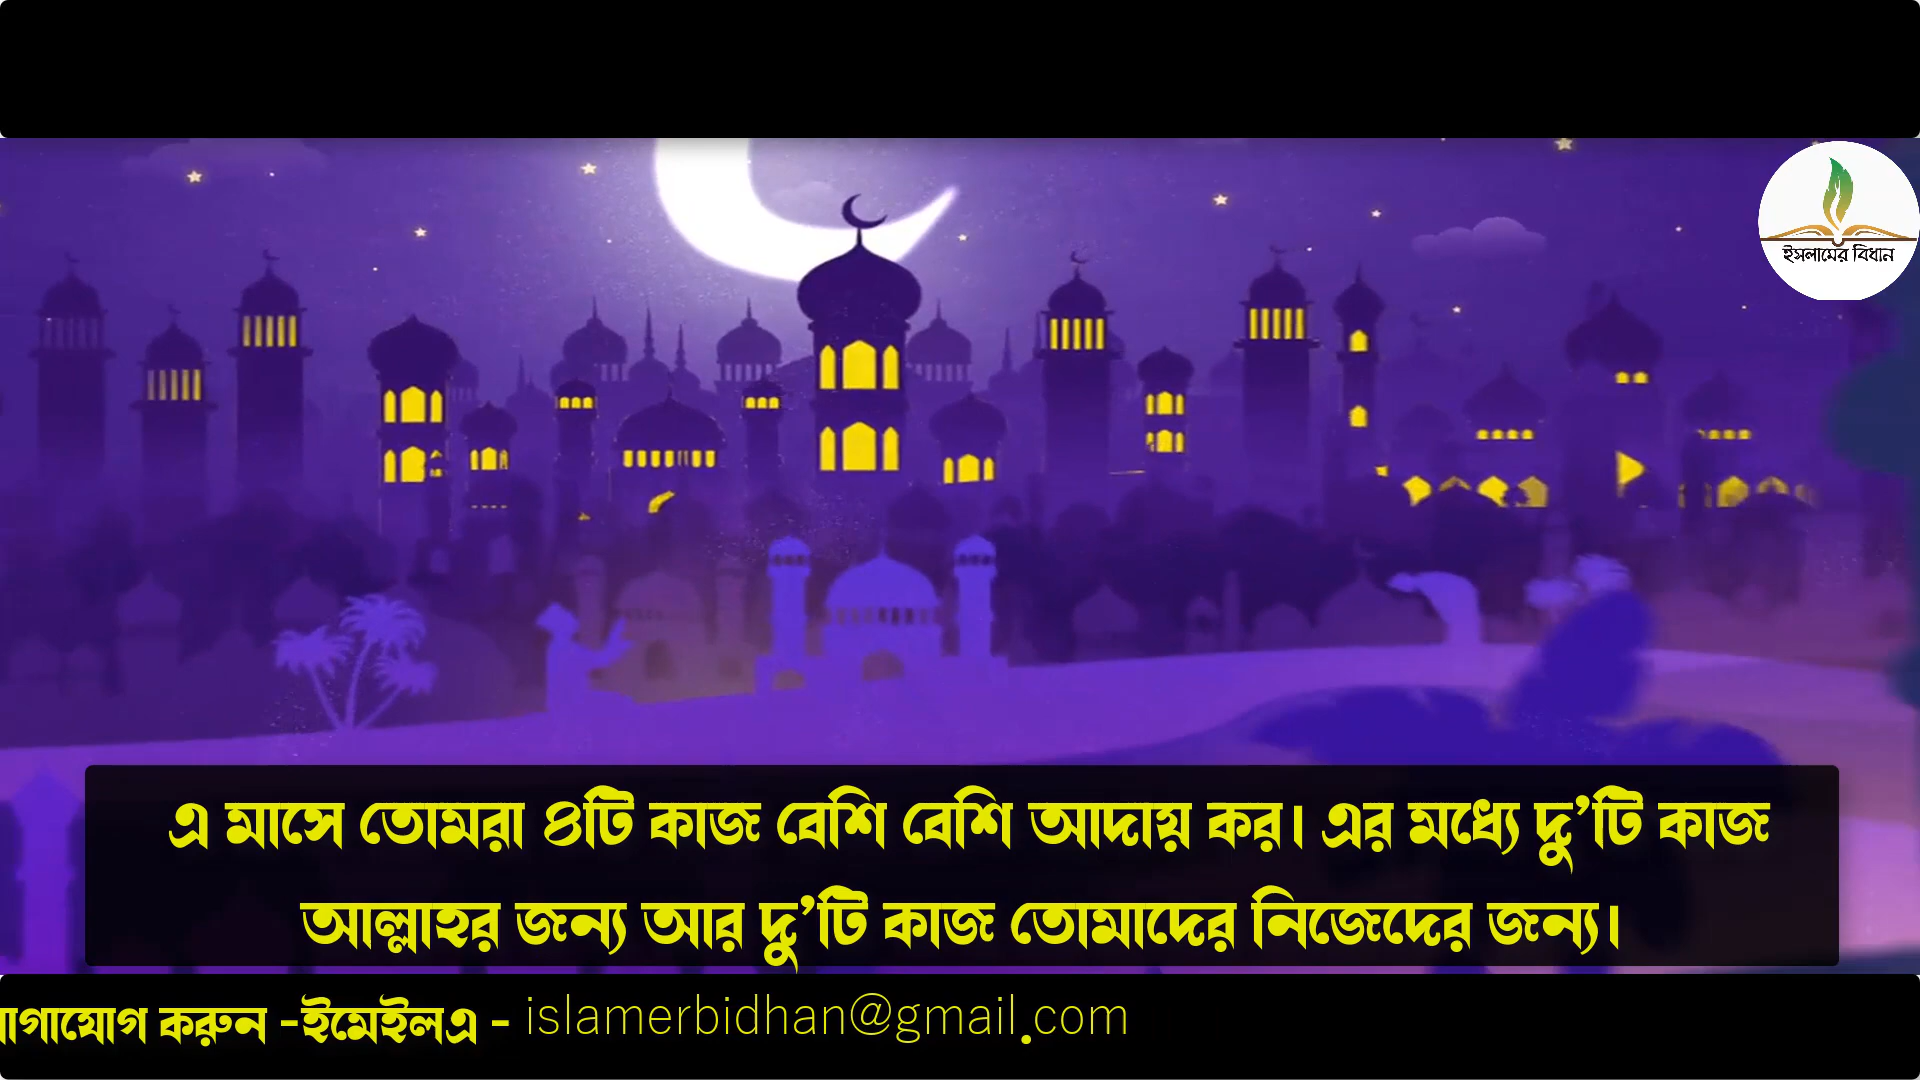 ইসলামের বিধান
এ মাসে তোমরা ৪টি কাজ বেশি বেশি আদায় কর। এর মধ্যে দু’টি কাজ
আল্লাহর জন্য আর দু’টি কাজ তোমাদের নিজেদের জন্য।
করুন -ইমেইলএ - islamerbidhan@gmail.com